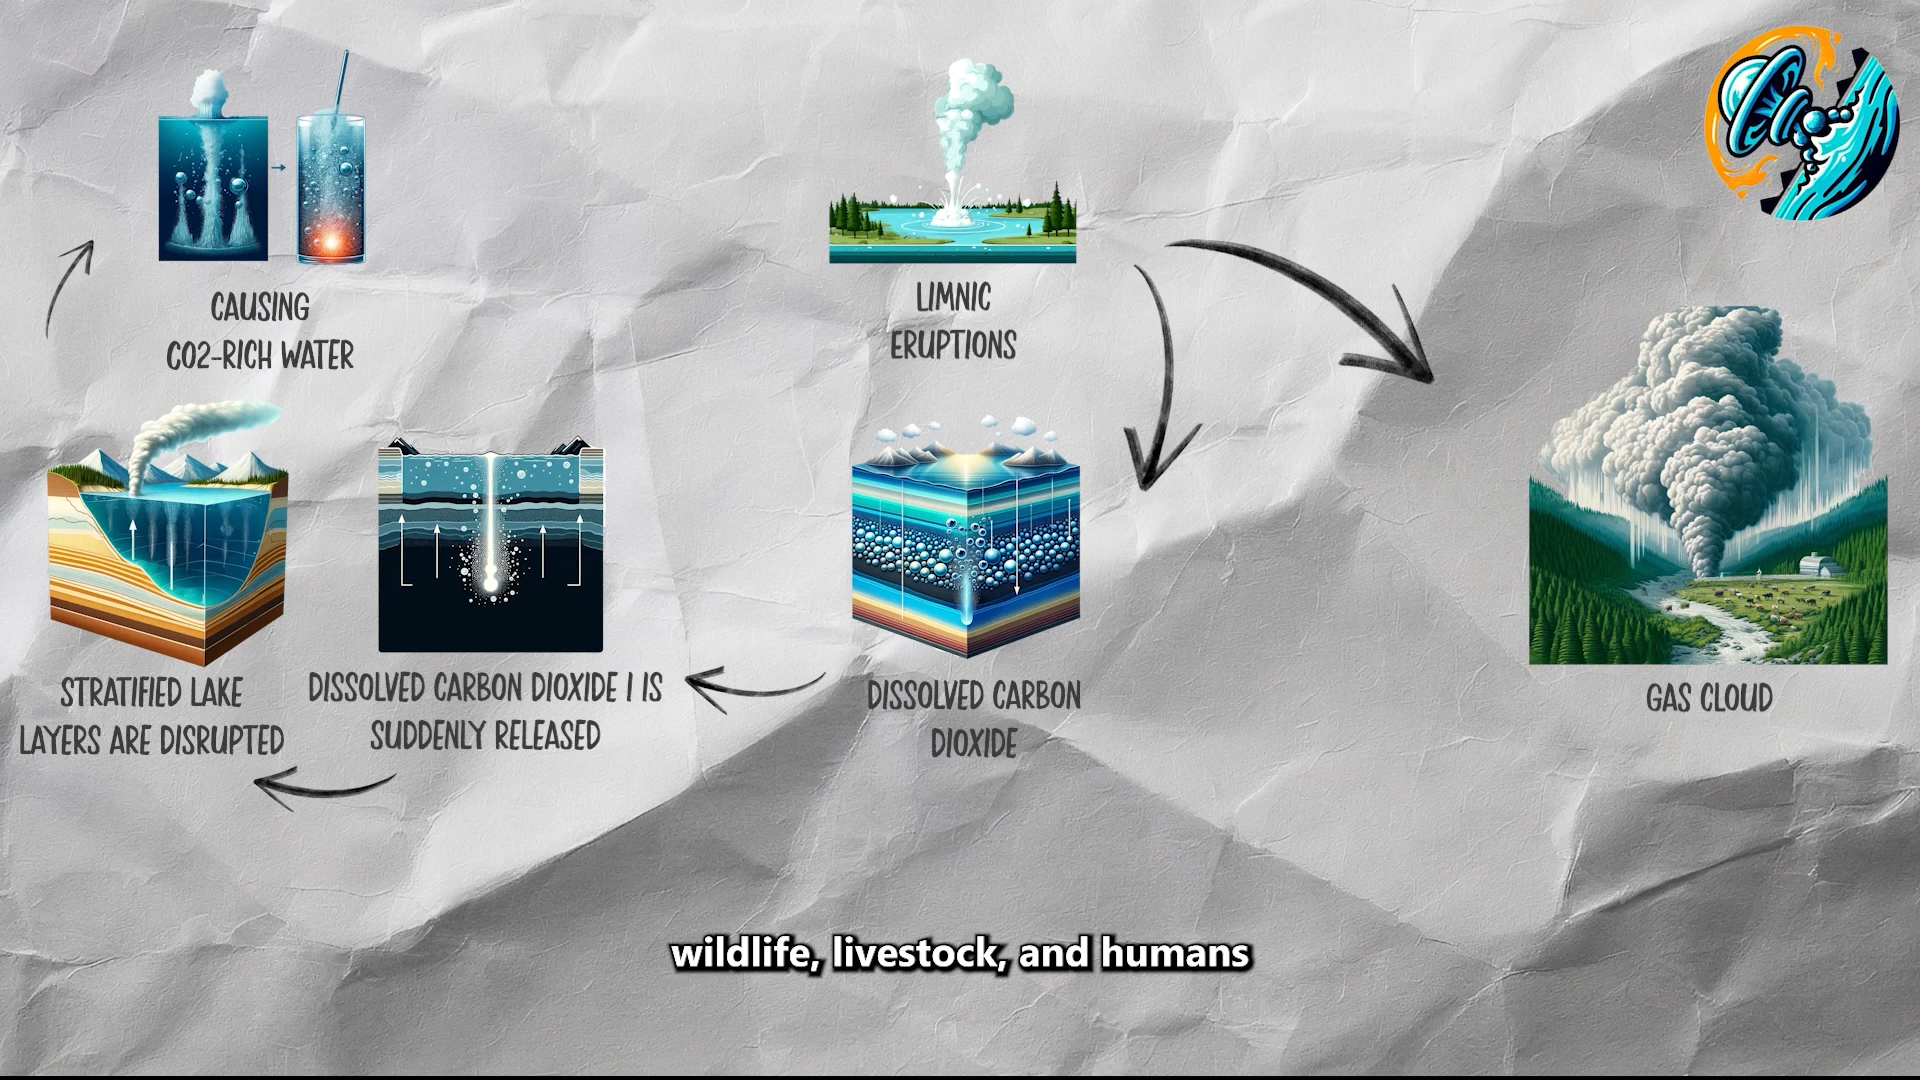 CAUSING
CO2-RICH WATER
LIMNIC
ERUPTIONS
STRATIFIED LAKE
LAYERS ARE DISRUPTED
DISSOLVED CARBON DIOXIDE I IS
SUDDENLY RELEASED
DISSOLVED CARBON
DIOXIDE
GAS CLOUD
wildlife, livestock, and humans